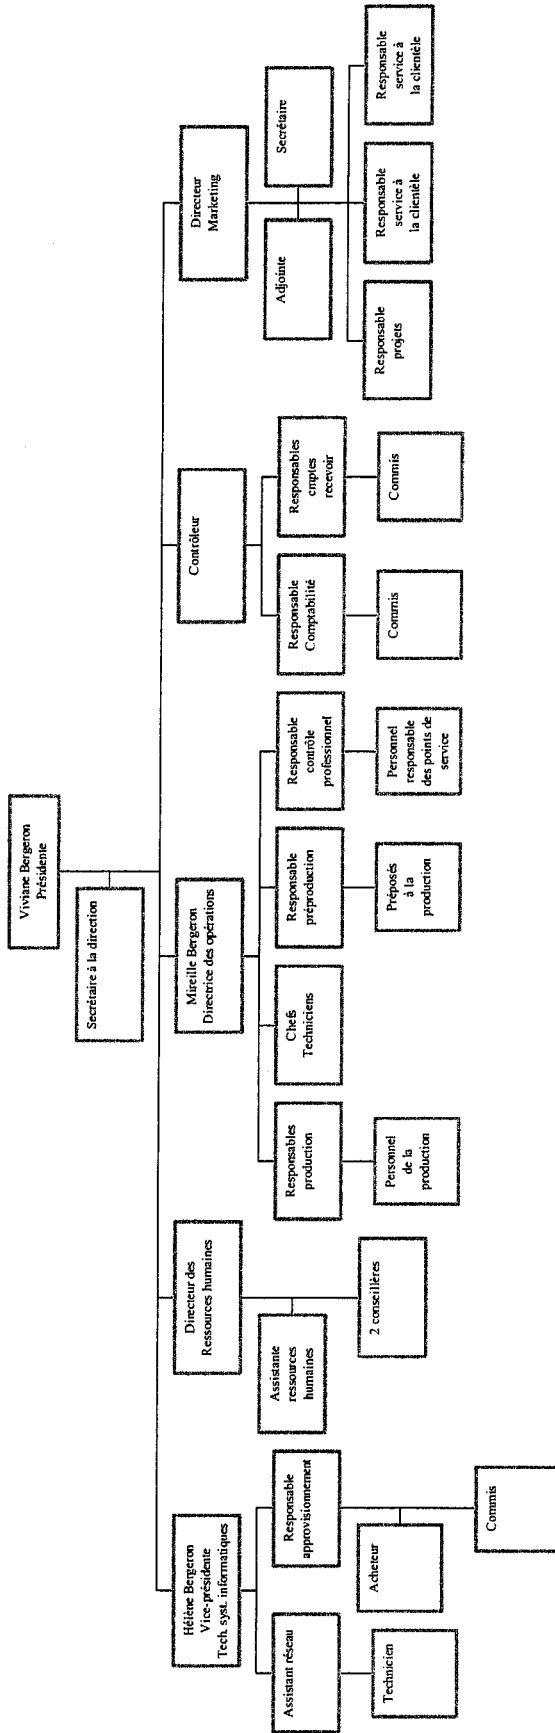 Viviane Bergeron
Présidente
Secrétaire à la direction
Hélène Bergeron
Vice-présidente
Tech. syst. informatiques
Directeur des
Ressources humaines
Mireille Bergeron
Directrice des opérations
Contrôleur
Directeur
Marketing
Assistant réseau
Responsable
approvisionnement
Assistante
ressources
humaines
Responsables
production
Chefs
Techniciens
Responsable
préproduction
Responsable
contrôle
professionnel
Responsable
Comptabilité
Responsables
cmptes
recevoir
Adjointe
Secrétaire
Technicien
Acheteur
Commis
2 conseillères
Personnel
de la
production
Préposés
à la
production
Personnel
responsable
des points de
service
Commis
Commis
Responsable
projets
Responsable
service à
la clientèle
Responsable
service à
la clientèle